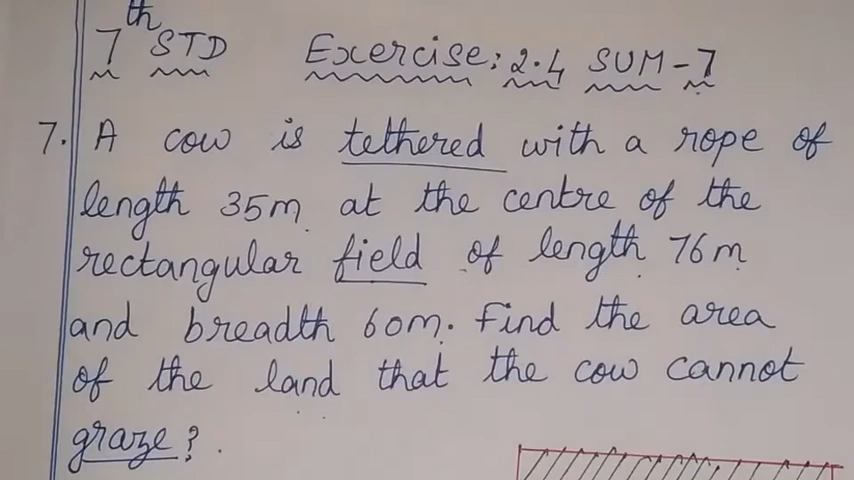 7th STD Exercise: 2.4 SUM-7
7. A cow is tethered with a rope of
length 35m at the centre of the
rectangular field of length 76m
and breadth 60m. Find the area
of the land that the cow cannot
graze?